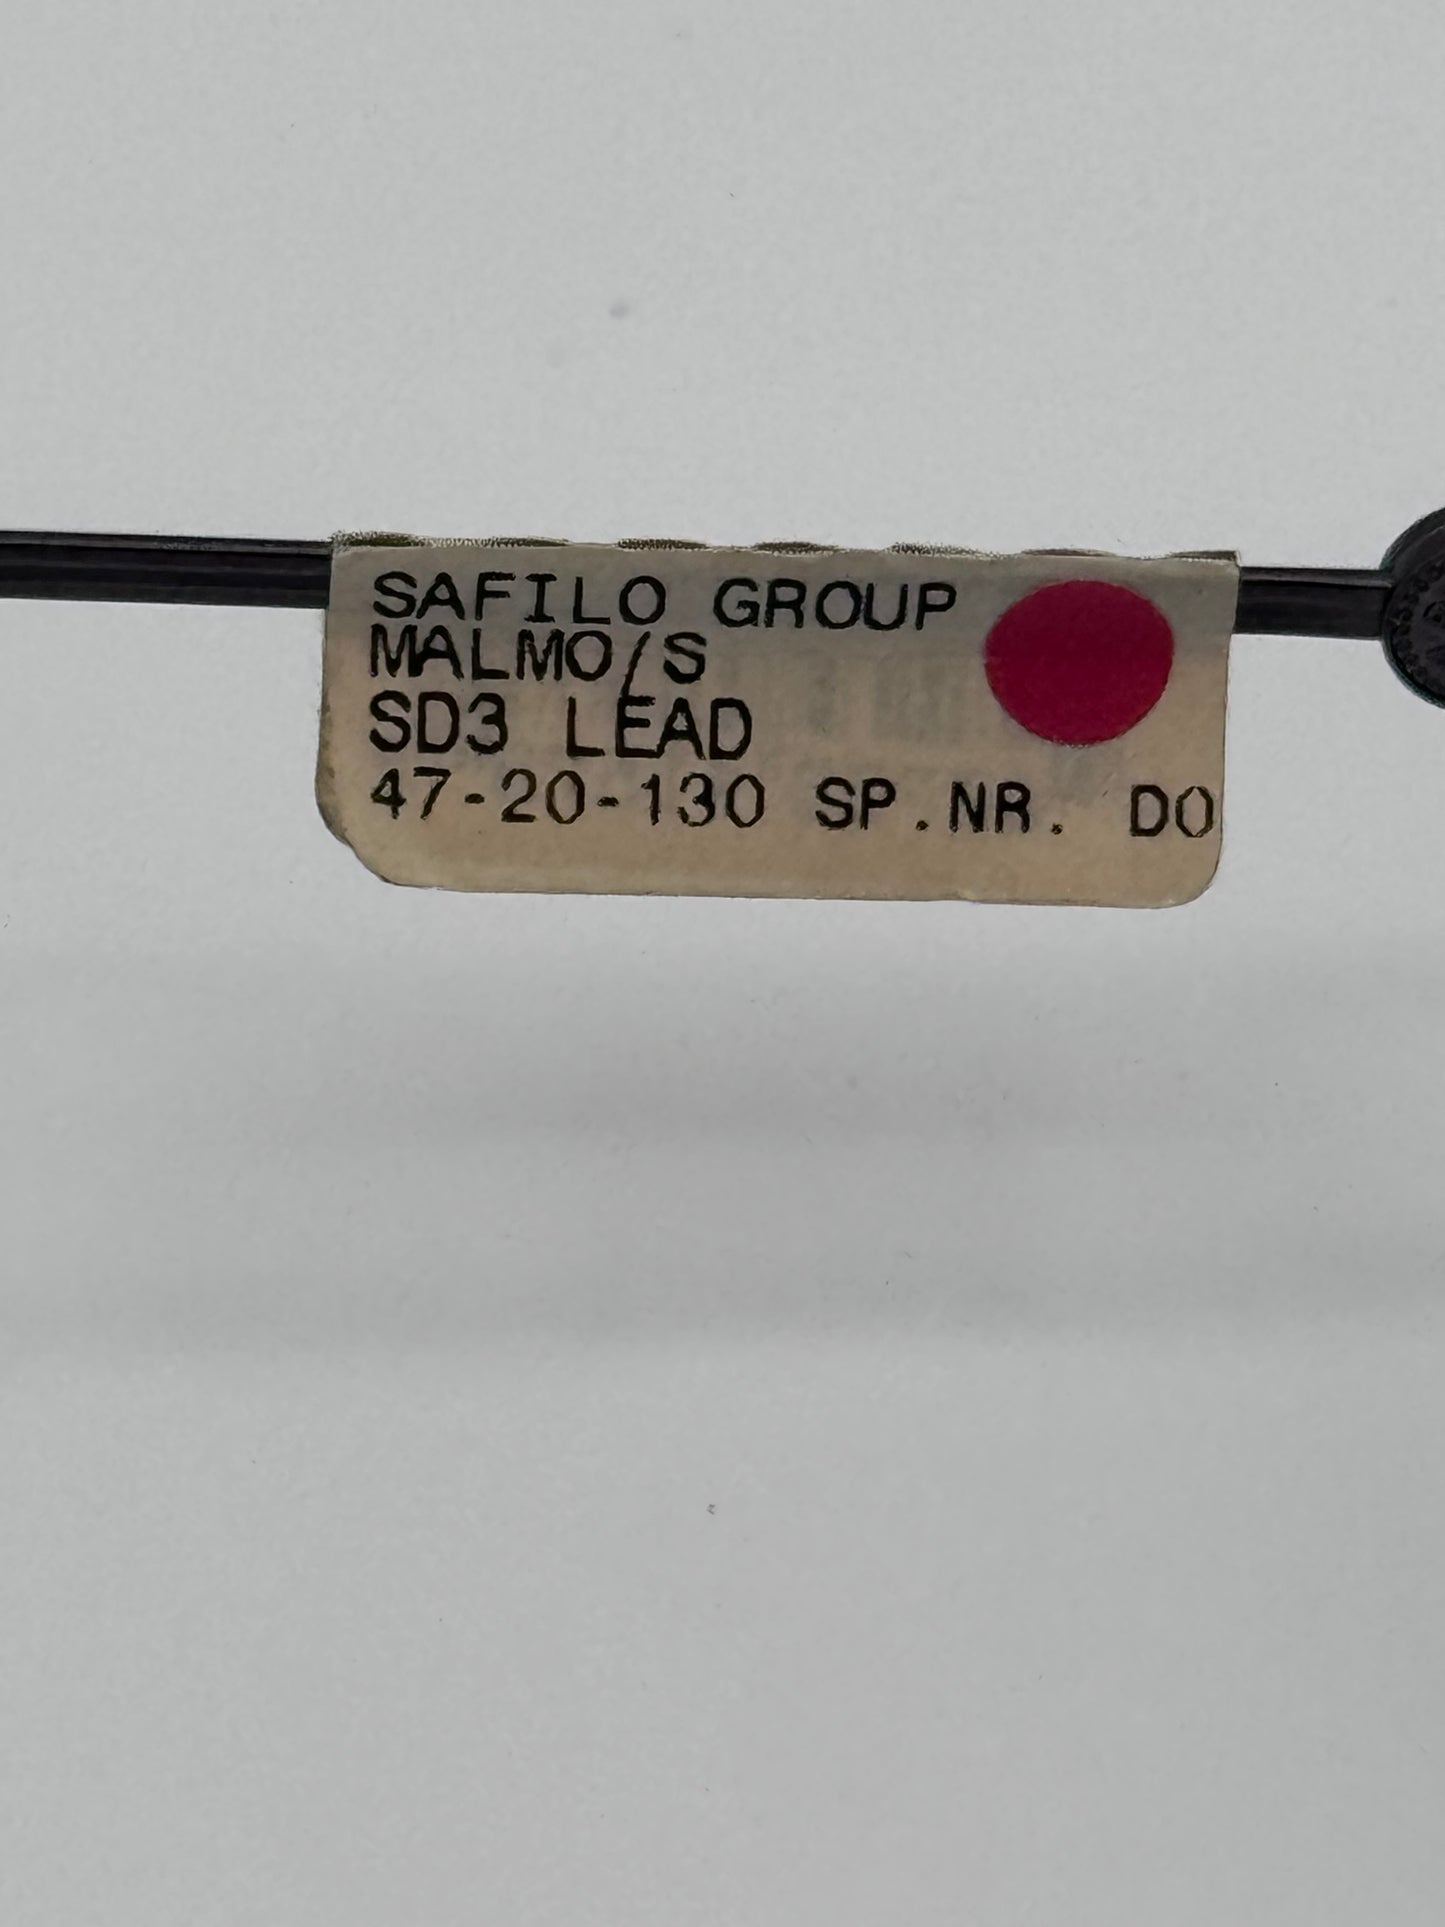 SAFILO GROUP
MALMO/S
SD3 LEAD
47-20-130 SP.NR. DO